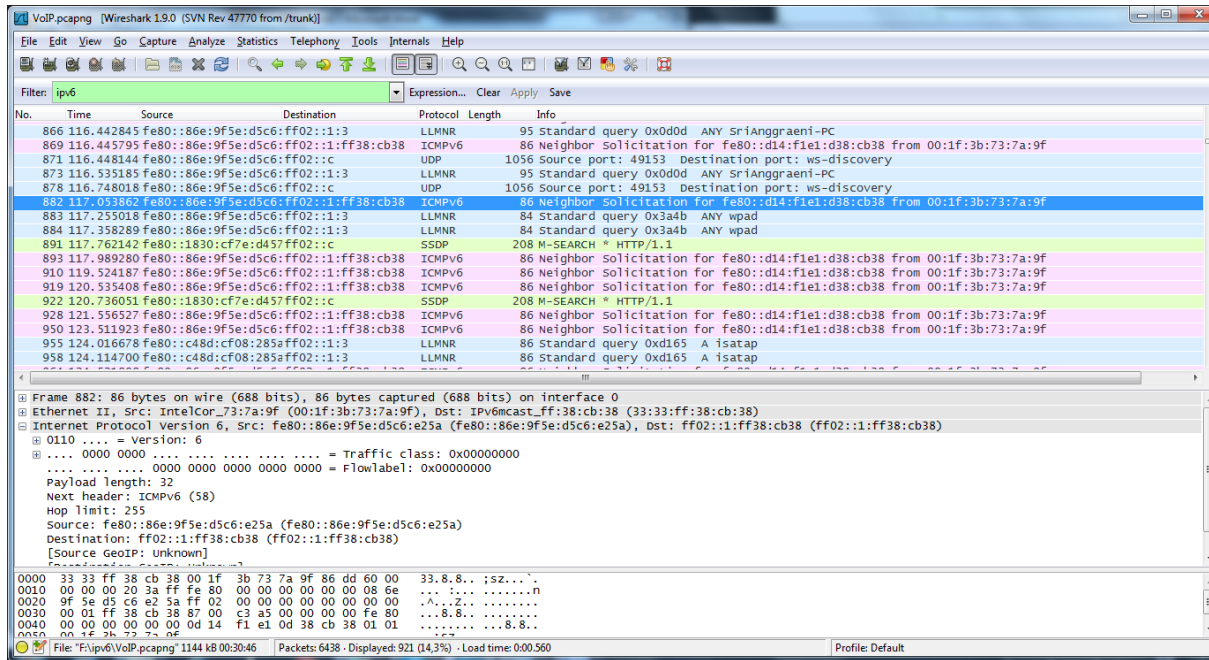 VoIP.pcapng [Wireshark 1.9.0 (SVN Rev 47770 from /trunk)]
File Edit View Go Capture Analyze Statistics Telephony Tools Internals Help
Filter: ipv6 Expression... Clear Apply Save
No. Time Source Destination Protocol Length Info
866 116.442845 fe80::86e:9f5e:d5c6:ff02::1:3 LLMNR 95 Standard query 0x0d0d ANY SriAnggraeni-PC
869 116.445795 fe80::86e:9f5e:d5c6:ff02::1:ff38:cb38 ICMPv6 86 Neighbor Solicitation for fe80::d14:f1e1:d38:cb38 from 00:1f:3b:73:7a:9f
871 116.448144 fe80::86e:9f5e:d5c6:ff02::c UDP 1056 Source port: 49153 Destination port: ws-discovery
873 116.535185 fe80::86e:9f5e:d5c6:ff02::1:3 LLMNR 95 Standard query 0x0d0d ANY SriAnggraeni-PC
878 116.748018 fe80::86e:9f5e:d5c6:ff02::c UDP 1056 Source port: 49153 Destination port: ws-discovery
882 117.053862 fe80::86e:9f5e:d5c6:ff02::1:ff38:cb38 ICMPv6 86 Neighbor Solicitation for fe80::d14:f1e1:d38:cb38 from 00:1f:3b:73:7a:9f
883 117.255018 fe80::86e:9f5e:d5c6:ff02::1:3 LLMNR 84 Standard query 0x3a4b ANY wpad
884 117.358289 fe80::86e:9f5e:d5c6:ff02::1:3 LLMNR 84 Standard query 0x3a4b ANY wpad
891 117.762142 fe80::1830:cf7e:d457ff02::c SSDP 208 M-SEARCH * HTTP/1.1
893 117.989280 fe80::86e:9f5e:d5c6:ff02::1:ff38:cb38 ICMPv6 86 Neighbor Solicitation for fe80::d14:f1e1:d38:cb38 from 00:1f:3b:73:7a:9f
910 119.524187 fe80::86e:9f5e:d5c6:ff02::1:ff38:cb38 ICMPv6 86 Neighbor Solicitation for fe80::d14:f1e1:d38:cb38 from 00:1f:3b:73:7a:9f
919 120.535408 fe80::86e:9f5e:d5c6:ff02::1:ff38:cb38 ICMPv6 86 Neighbor Solicitation for fe80::d14:f1e1:d38:cb38 from 00:1f:3b:73:7a:9f
922 120.736051 fe80::1830:cf7e:d457ff02::c SSDP 208 M-SEARCH * HTTP/1.1
928 121.556527 fe80::86e:9f5e:d5c6:ff02::1:ff38:cb38 ICMPv6 86 Neighbor Solicitation for fe80::d14:f1e1:d38:cb38 from 00:1f:3b:73:7a:9f
950 123.511923 fe80::86e:9f5e:d5c6:ff02::1:ff38:cb38 ICMPv6 86 Neighbor Solicitation for fe80::d14:f1e1:d38:cb38 from 00:1f:3b:73:7a:9f
955 124.016678 fe80::c48d:cf08:285aff02::1:3 LLMNR 86 Standard query 0xd165 A isatap
958 124.114700 fe80::c48d:cf08:285aff02::1:3 LLMNR 86 Standard query 0xd165 A isatap
Frame 882: 86 bytes on wire (688 bits), 86 bytes captured (688 bits) on interface 0
Ethernet II, Src: IntelCor_73:7a:9f (00:1f:3b:73:7a:9f), Dst: IPv6mcast_ff:38:cb:38 (33:33:ff:38:cb:38)
Internet Protocol Version 6, Src: fe80::86e:9f5e:d5c6:e25a (fe80::86e:9f5e:d5c6:e25a), Dst: ff02::1:ff38:cb38 (ff02::1:ff38:cb38)
0110 .... = Version: 6
.... 0000 0000 .... .... .... .... .... = Traffic class: 0x00000000
.... .... .... 0000 0000 0000 0000 0000 = Flowlabel: 0x00000000
Payload length: 32
Next header: ICMPv6 (58)
Hop limit: 255
Source: fe80::86e:9f5e:d5c6:e25a (fe80::86e:9f5e:d5c6:e25a)
Destination: ff02::1:ff38:cb38 (ff02::1:ff38:cb38)
[Source GeoIP: Unknown]
0000 33 33 ff 38 cb 38 00 1f 3b 73 7a 9f 86 dd 60 00 33.8.8.. ;sz...`.
0010 00 00 00 20 3a ff fe 80 00 00 00 00 00 00 08 6e ... :... .......n
0020 9f 5e d5 c6 e2 5a ff 02 00 00 00 00 00 00 00 00 .^...Z.. ........
0030 00 01 ff 38 cb 38 87 00 c3 a5 00 00 00 00 fe 80 ...8.8.. ........
0040 00 00 00 00 00 00 0d 14 f1 e1 0d 38 cb 38 01 01 ........ ...8.8..
0050 00 1f 3b 73 7a 9f
File: "F:\ipv6\VoIP.pcapng" 1144 kB 00:30:46 Packets: 6438 · Displayed: 921 (14,3%) · Load time: 0:00.560 Profile: Default